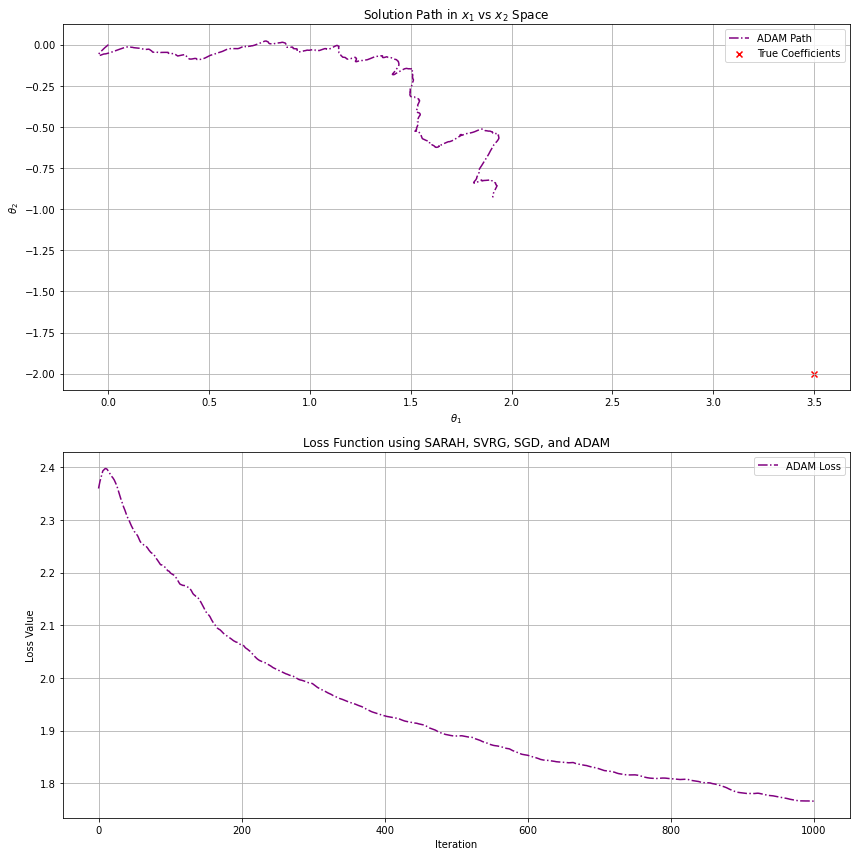 Solution Path in x₁ vs x₂ Space
ADAM Path
True Coefficients
0.00
−0.25
−0.50
−0.75
−1.00
−1.25
−1.50
−1.75
−2.00
θ₂
0.0 0.5 1.0 1.5 2.0 2.5 3.0 3.5
θ₁
Loss Function using SARAH, SVRG, SGD, and ADAM
ADAM Loss
2.4
2.3
2.2
2.1
2.0
1.9
1.8
Loss Value
0 200 400 600 800 1000
Iteration